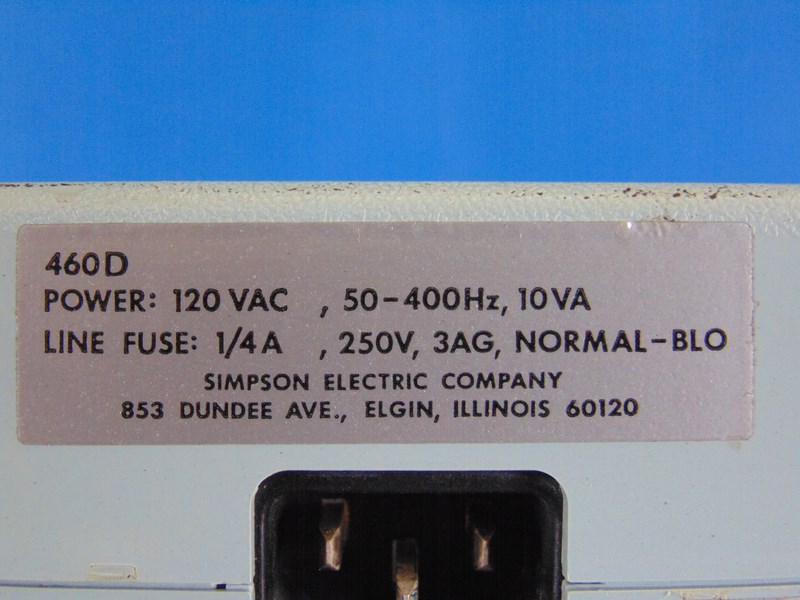 460D
POWER: 120 VAC , 50-400Hz, 10VA
LINE FUSE: 1/4A , 250V, 3AG, NORMAL-BLO
SIMPSON ELECTRIC COMPANY
853 DUNDEE AVE., ELGIN, ILLINOIS 60120